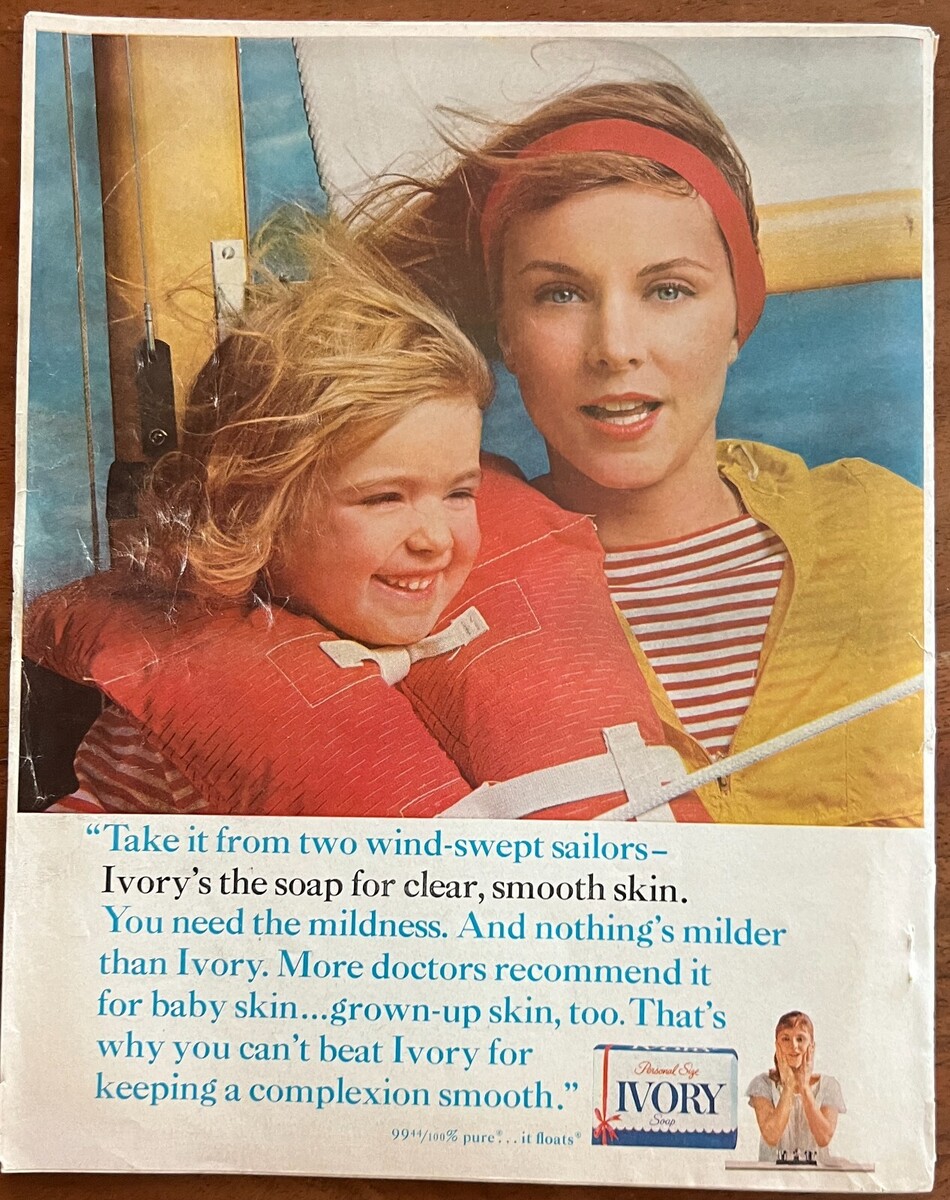 “Take it from two wind-swept sailors–
Ivory’s the soap for clear, smooth skin.
You need the mildness. And nothing’s milder
than Ivory. More doctors recommend it
for baby skin...grown-up skin, too. That’s
why you can’t beat Ivory for
keeping a complexion smooth.”
99 44/100% pure®...it floats®
Personal Size
IVORY
Soap